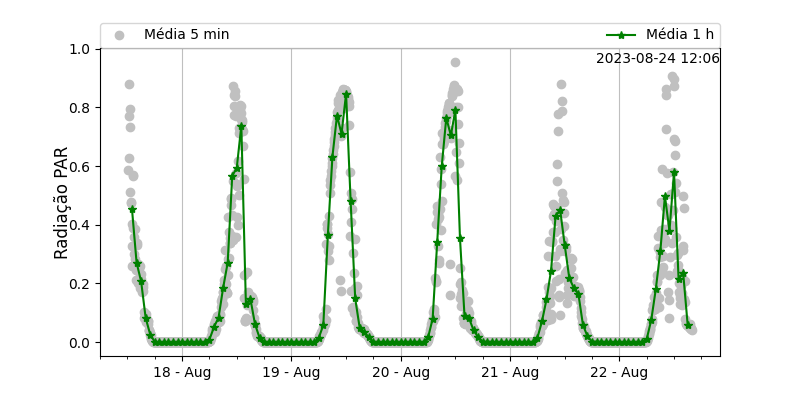 Média 5 min
Média 1 h
2023-08-24 12:06
Radiação PAR
1.0
0.8
0.6
0.4
0.2
0.0
18 - Aug
19 - Aug
20 - Aug
21 - Aug
22 - Aug